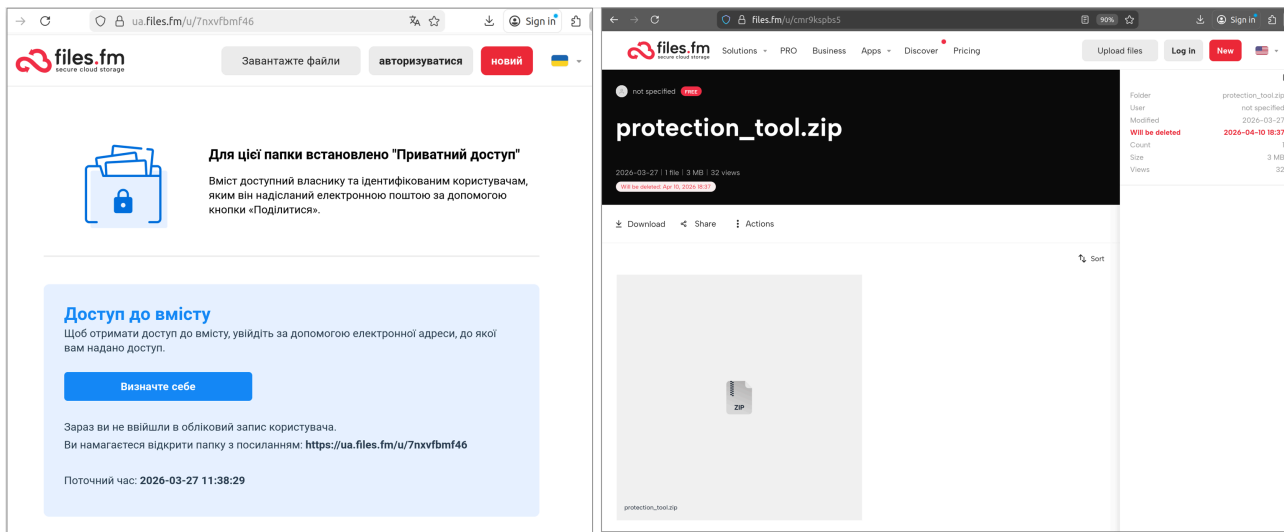 ua.files.fm/u/7nxvfbmf46
Sign in
files.fm
secure cloud storage
Завантажте файли
авторизуватися
новий
Для цієї папки встановлено "Приватний доступ"
Вміст доступний власнику та ідентифікованим користувачам,
яким він надісланий електронною поштою за допомогою
кнопки «Поділитися».
Доступ до вмісту
Щоб отримати доступ до вмісту, увійдіть за допомогою електронної адреси, до якої
вам надано доступ.
Визначте себе
Зараз ви не ввійшли в обліковий запис користувача.
Ви намагаєтеся відкрити папку з посиланням: https://ua.files.fm/u/7nxvfbmf46
Поточний час: 2026-03-27 11:38:29
files.fm/u/cmr9kspbs5
90%
Sign in
files.fm
secure cloud storage
Solutions
PRO
Business
Apps
Discover
Pricing
Upload files
Log in
New
not specified FREE
protection_tool.zip
2026-03-27 | 1 file | 3 MB | 32 views
Will be deleted: Apr 10, 2026 18:37
Download
Share
Actions
Sort
ZIP
protection_tool.zip
Folder protection_tool.zip
User not specified
Modified 2026-03-27
Will be deleted 2026-04-10 18:37
Count
Size 3 MB
Views 32